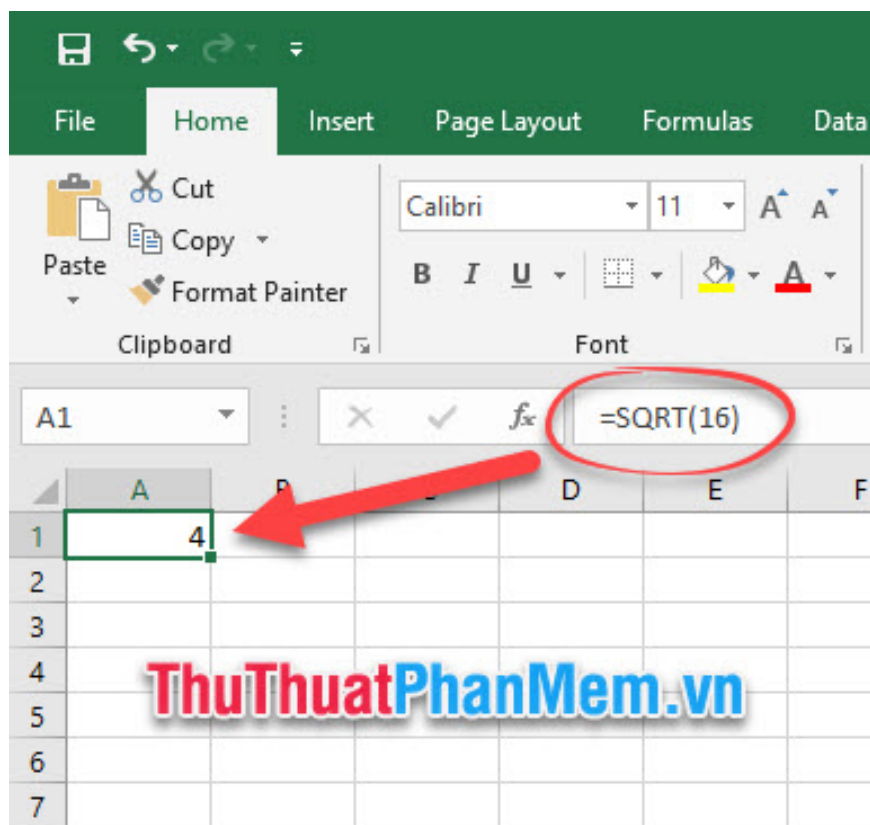 File Home Insert Page Layout Formulas Data
Cut
Copy
Paste
Format Painter
Clipboard
Calibri 11 A A
B I U A
Font
A1 fx =SQRT(16)
A D E F
1 4
2
3
4
5
6
7
ThuThuatPhanMem.vn